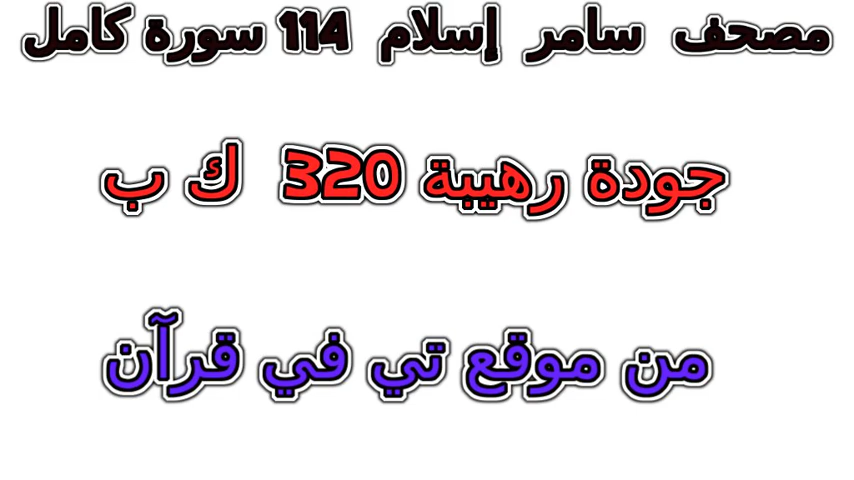 مصحف سامر إسلام 114 سورة كامل
جودة رهيبة 320 ك ب
من موقع تي في قرآن